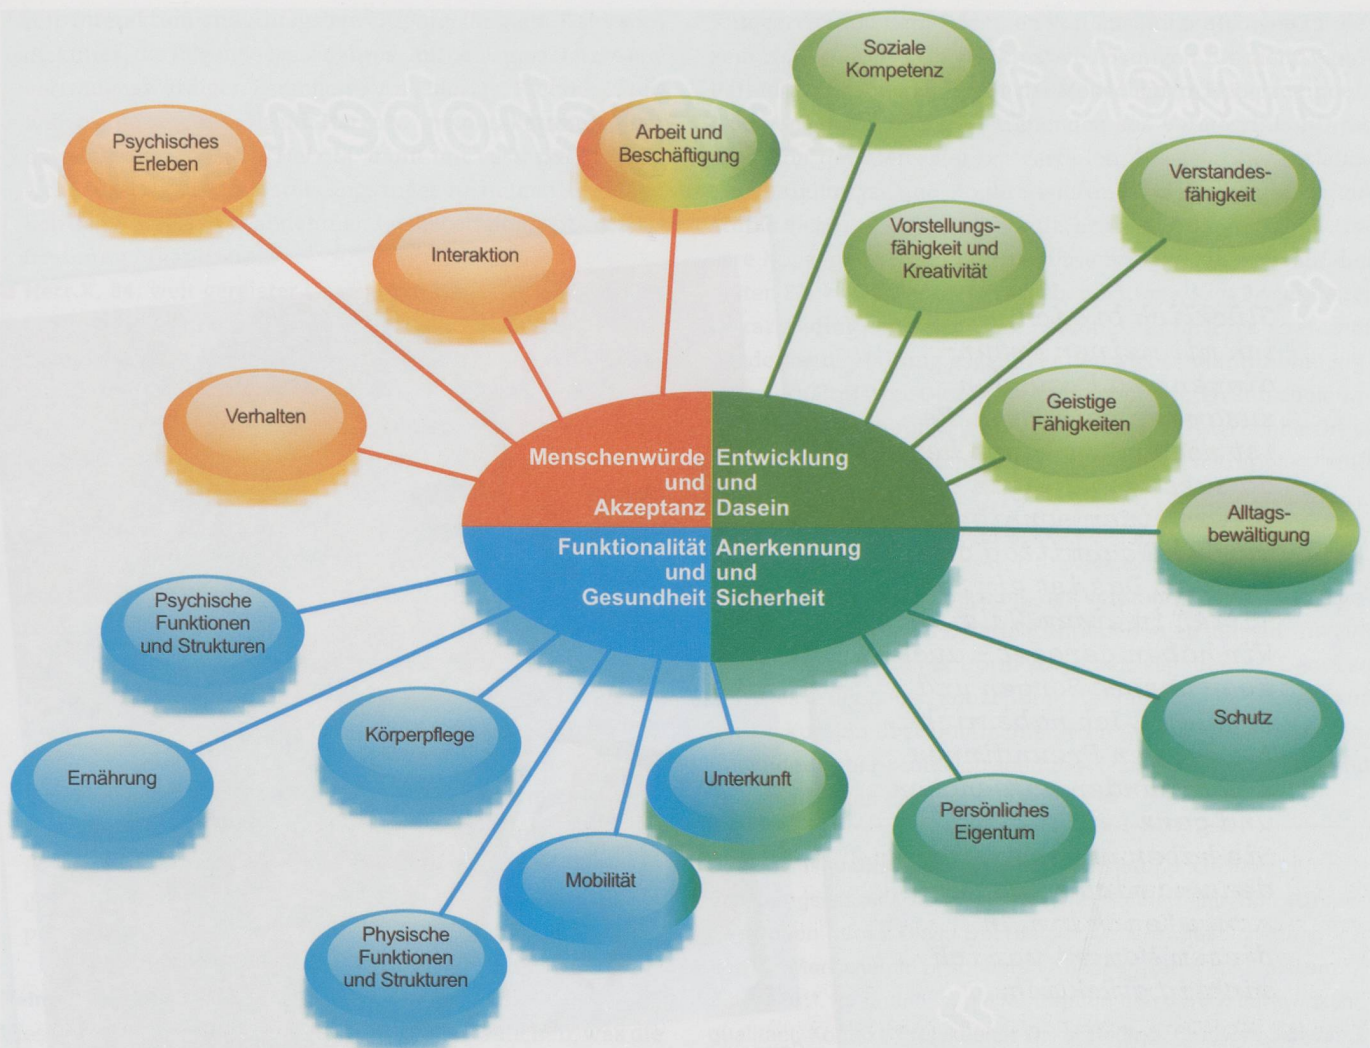 Soziale
Kompetenz
Psychisches
Erleben
Arbeit und
Beschäftigung
Verstandes-
fähigkeit
Interaktion
Vorstellungs-
fähigkeit und
Kreativität
Verhalten
Geistige
Fähigkeiten
Menschenwürde
und
Akzeptanz
Entwicklung
und
Dasein
Alltags-
bewältigung
Funktionalität
und
Gesundheit
Anerkennung
und
Sicherheit
Psychische
Funktionen
und Strukturen
Körperpflege
Schutz
Ernährung
Unterkunft
Persönliches
Eigentum
Mobilität
Physische
Funktionen
und Strukturen